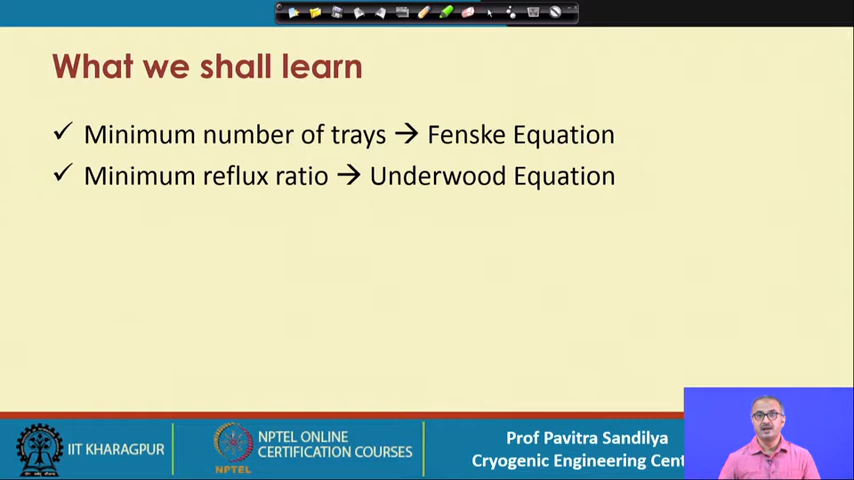 What we shall learn
✓ Minimum number of trays → Fenske Equation
✓ Minimum reflux ratio → Underwood Equation
IIT KHARAGPUR
NPTEL
NPTEL ONLINE
CERTIFICATION COURSES
Prof Pavitra Sandilya
Cryogenic Engineering Cent